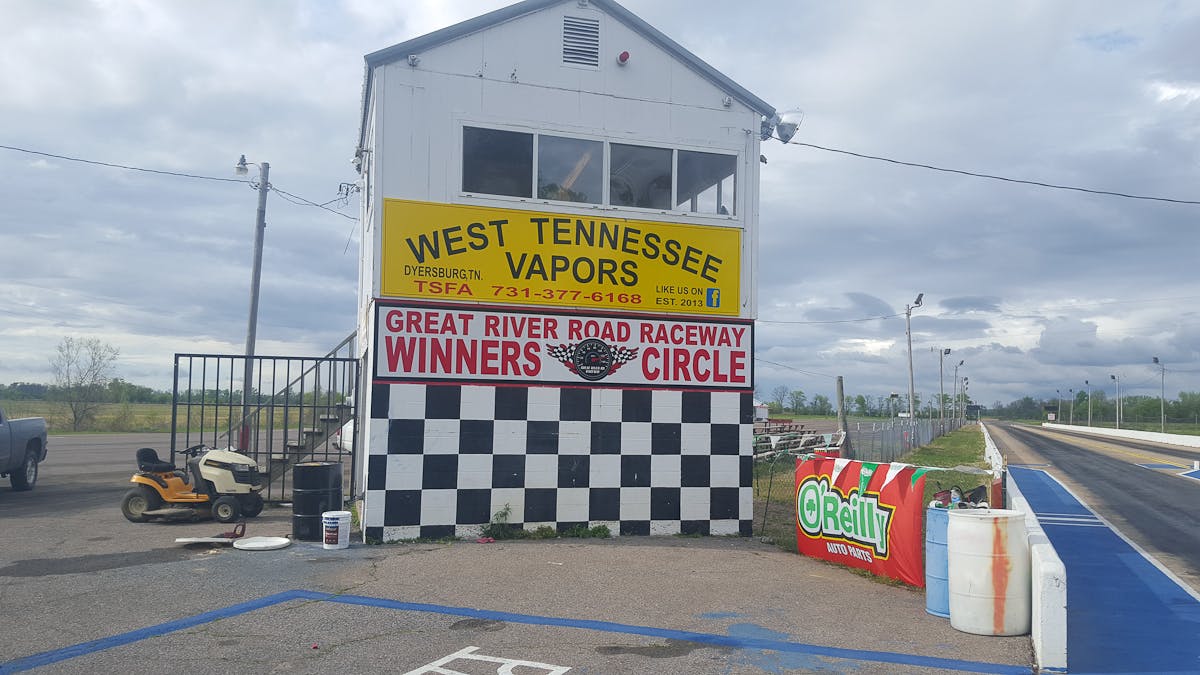 WEST TENNESSEE
VAPORS
DYERSBURG,TN.
TSFA 731-377-6168
LIKE US ON
EST. 2013 f
GREAT RIVER ROAD RACEWAY
WINNERS CIRCLE
O'Reilly
AUTO PARTS